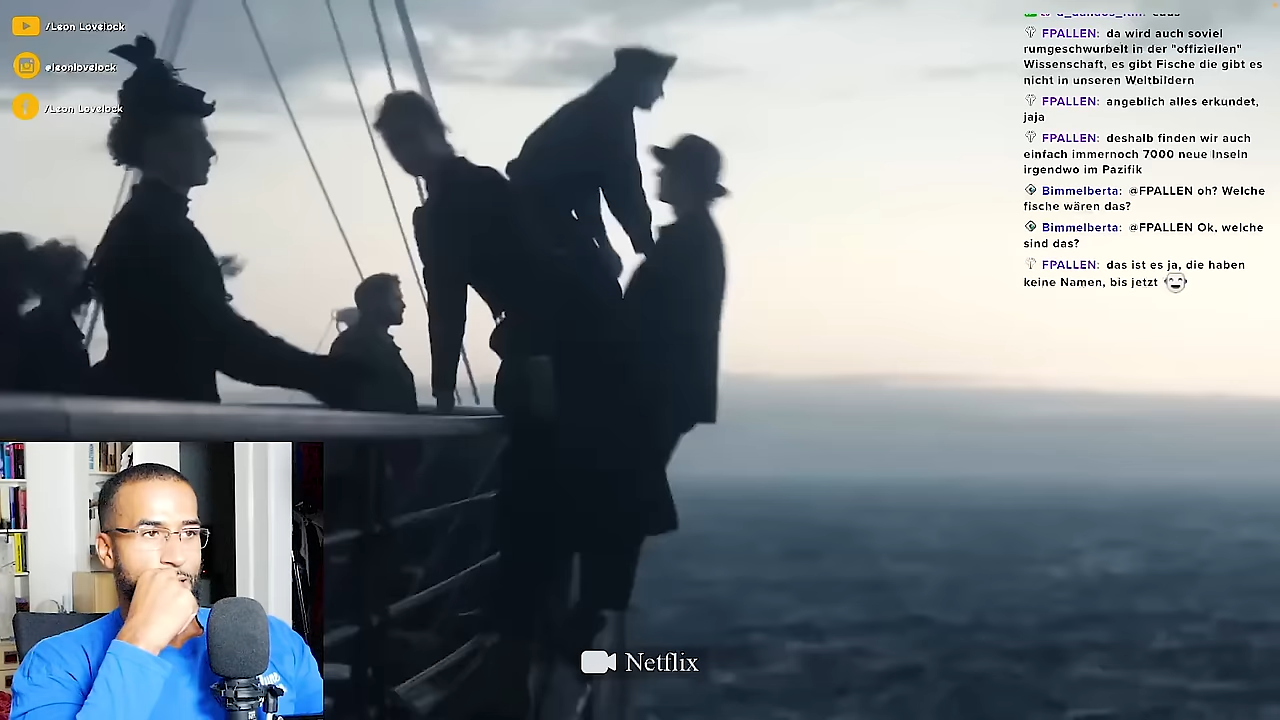 /Leon Lovelock
@leonlovelock
/Leon Lovelock
FPALLEN: da wird auch soviel
rumgeschwurbelt in der "offiziellen"
Wissenschaft, es gibt Fische die gibt es
nicht in unseren Weltbildern
FPALLEN: angeblich alles erkundet,
jaja
FPALLEN: deshalb finden wir auch
einfach immernoch 7000 neue Inseln
irgendwo im Pazifik
Bimmelberta: @FPALLEN oh? Welche
fische wären das?
Bimmelberta: @FPALLEN Ok, welche
sind das?
FPALLEN: das ist es ja, die haben
keine Namen, bis jetzt
Netflix